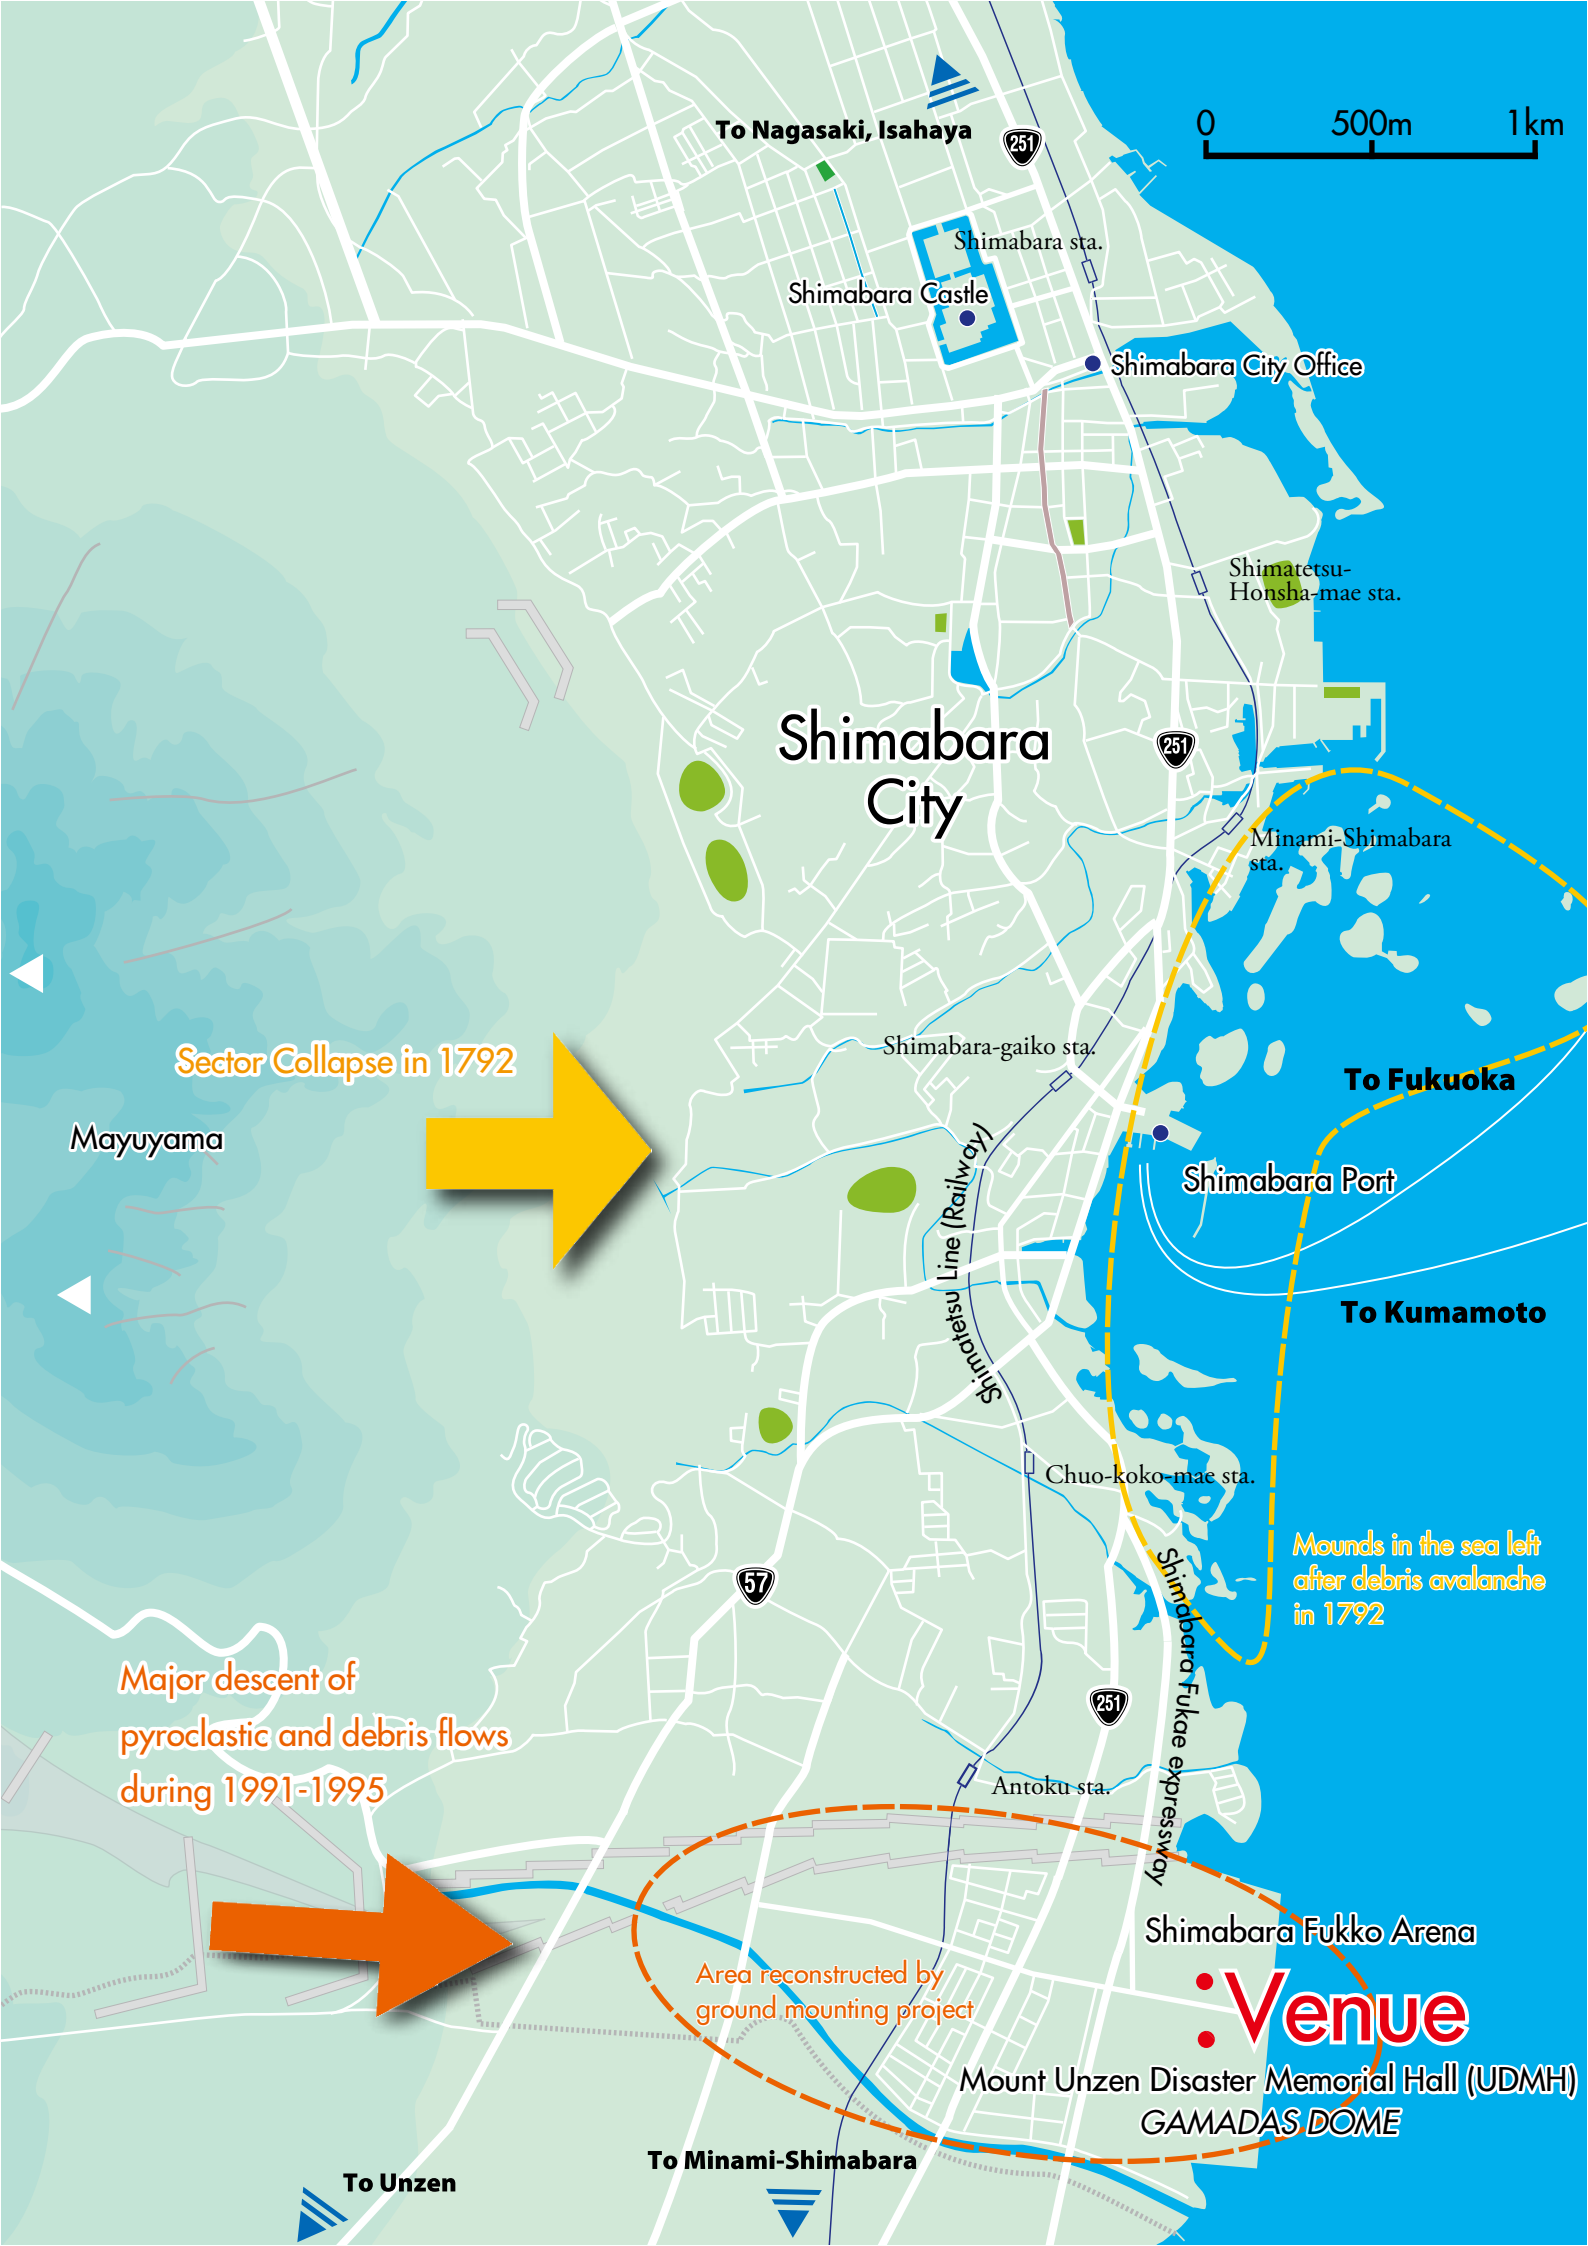 0 500m 1km
To Nagasaki, Isahaya
251
Shimabara sta.
Shimabara Castle
Shimabara City Office
Shimatetsu-
Honsha-mae sta.
Shimabara
City
251
Minami-Shimabara
sta.
Shimabara-gaiko sta.
Sector Collapse in 1792
To Fukuoka
Mayuyama
Shimabara Port
Shimatetsu Line (Railway)
To Kumamoto
Chuo-koko-mae sta.
Mounds in the sea left
after debris avalanche
in 1792
57
Shimabara Fukae expressway
Major descent of
pyroclastic and debris flows
during 1991-1995
251
Antoku sta.
Shimabara Fukko Arena
Area reconstructed by
ground mounting project
:Venue
Mount Unzen Disaster Memorial Hall (UDMH)
GAMADAS DOME
To Minami-Shimabara
To Unzen